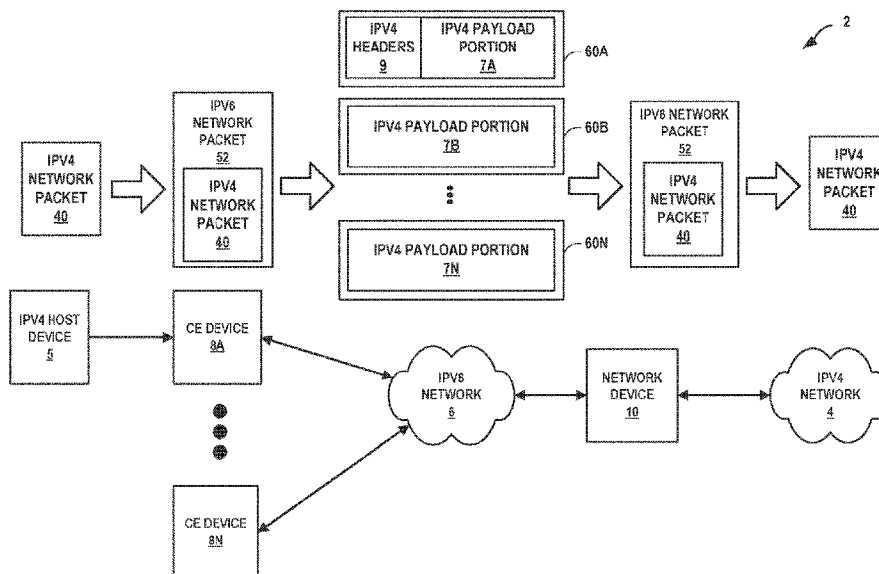 2
IPV4
HEADERS
9
IPV4 PAYLOAD
PORTION
7A
60A
IPV4
NETWORK
PACKET
40
IPV6
NETWORK
PACKET
52
IPV4
NETWORK
PACKET
40
IPV4 PAYLOAD PORTION
7B
60B
IPV4 PAYLOAD PORTION
7N
60N
IPV6 NETWORK
PACKET
52
IPV4
NETWORK
PACKET
40
IPV4
NETWORK
PACKET
40
IPV4 HOST
DEVICE
5
CE DEVICE
8A
IPV6
NETWORK
6
NETWORK
DEVICE
10
IPV4
NETWORK
4
CE DEVICE
8N